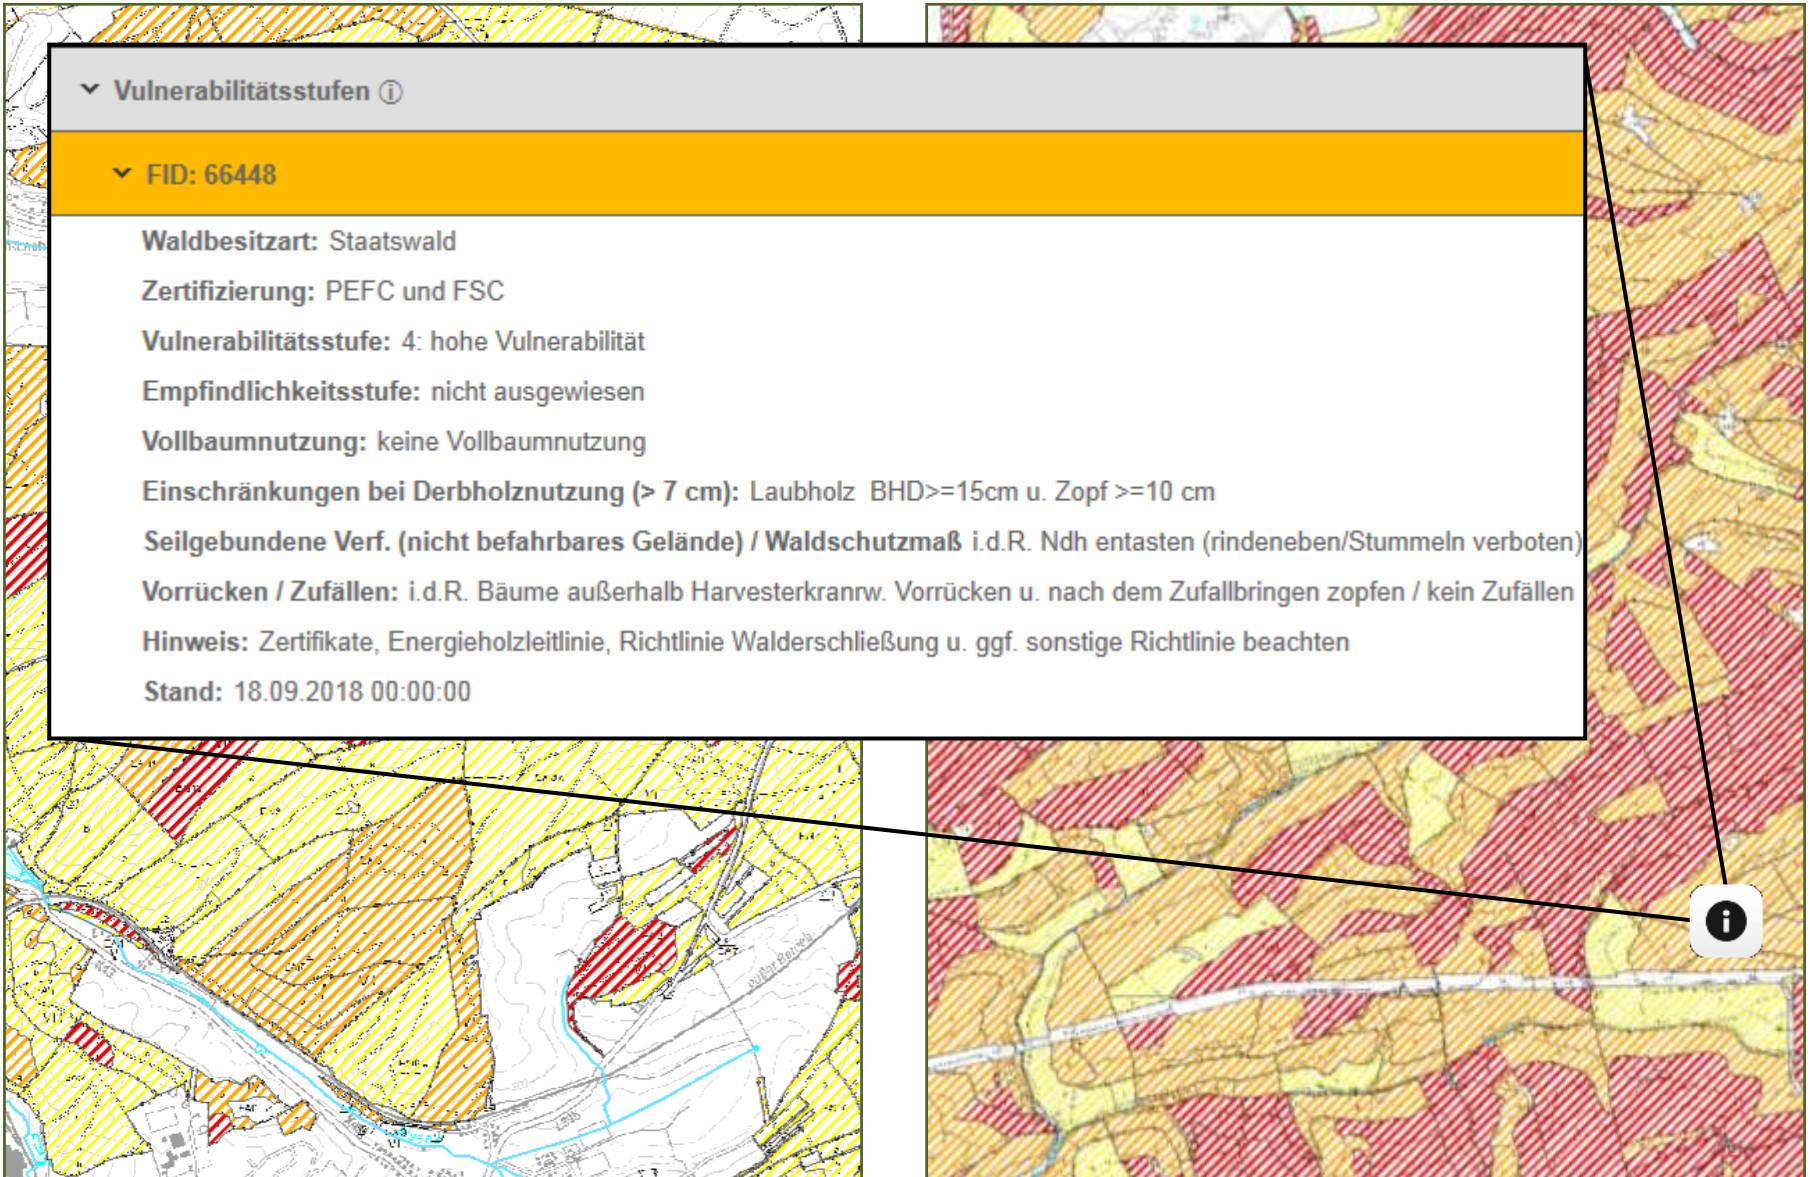 Vulnerabilitätsstufen ⓘ
FID: 66448
Waldbesitzart: Staatswald
Zertifizierung: PEFC und FSC
Vulnerabilitätsstufe: 4: hohe Vulnerabilität
Empfindlichkeitsstufe: nicht ausgewiesen
Vollbaumnutzung: keine Vollbaumnutzung
Einschränkungen bei Derbholznutzung (> 7 cm): Laubholz BHD>=15cm u. Zopf >=10 cm
Seilgebundene Verf. (nicht befahrbares Gelände) / Waldschutzmaß i.d.R. Ndh entasten (rindeneben/Stummeln verboten)
Vorrücken / Zufällen: i.d.R. Bäume außerhalb Harvesterkranrw. Vorrücken u. nach dem Zufallbringen zopfen / kein Zufällen
Hinweis: Zertifikate, Energieholzleitlinie, Richtlinie Walderschließung u. ggf. sonstige Richtlinie beachten
Stand: 18.09.2018 00:00:00